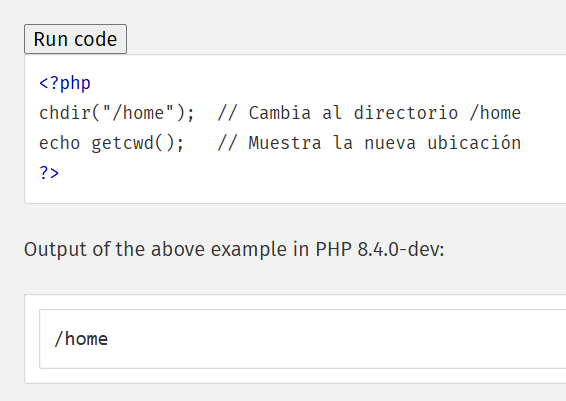 Run code
<?php
chdir("/home");  // Cambia al directorio /home
echo getcwd();   // Muestra la nueva ubicación
?>
Output of the above example in PHP 8.4.0-dev:
/home